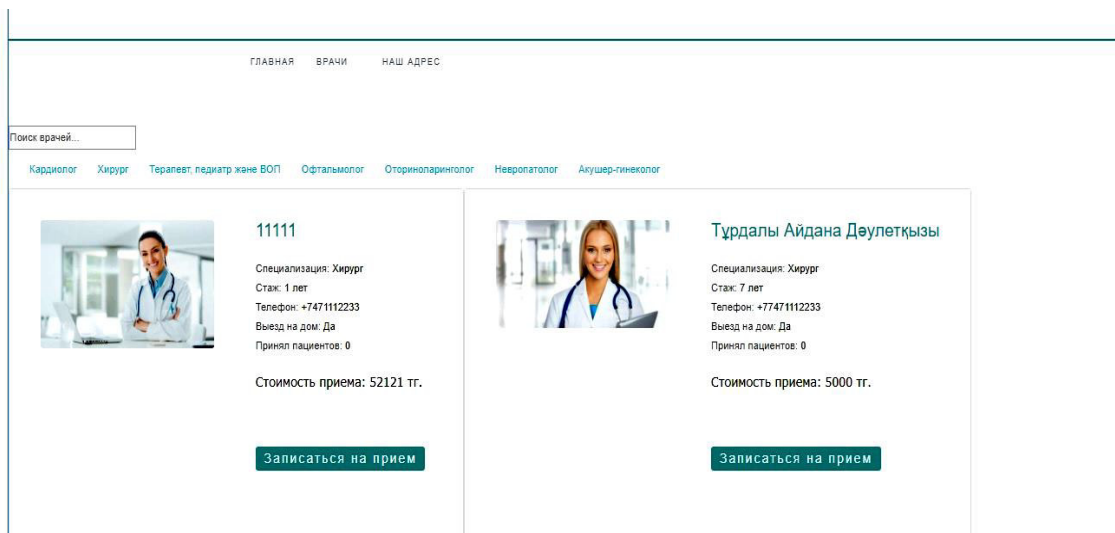 ГЛАВНАЯ ВРАЧИ НАШ АДРЕС
Поиск врачей...
Кардиолог Хирург Терапевт, педиатр және ВОП Офтальмолог Оториноларинголог Невропатолог Акушер-гинеколог
11111
Специализация: Хирург
Стаж: 1 лет
Телефон: +7471112233
Выезд на дом: Да
Принял пациентов: 0
Стоимость приема: 52121 тг.
Записаться на прием
Тұрдалы Айдана Дәулетқызы
Специализация: Хирург
Стаж: 7 лет
Телефон: +77471112233
Выезд на дом: Да
Принял пациентов: 0
Стоимость приема: 5000 тг.
Записаться на прием